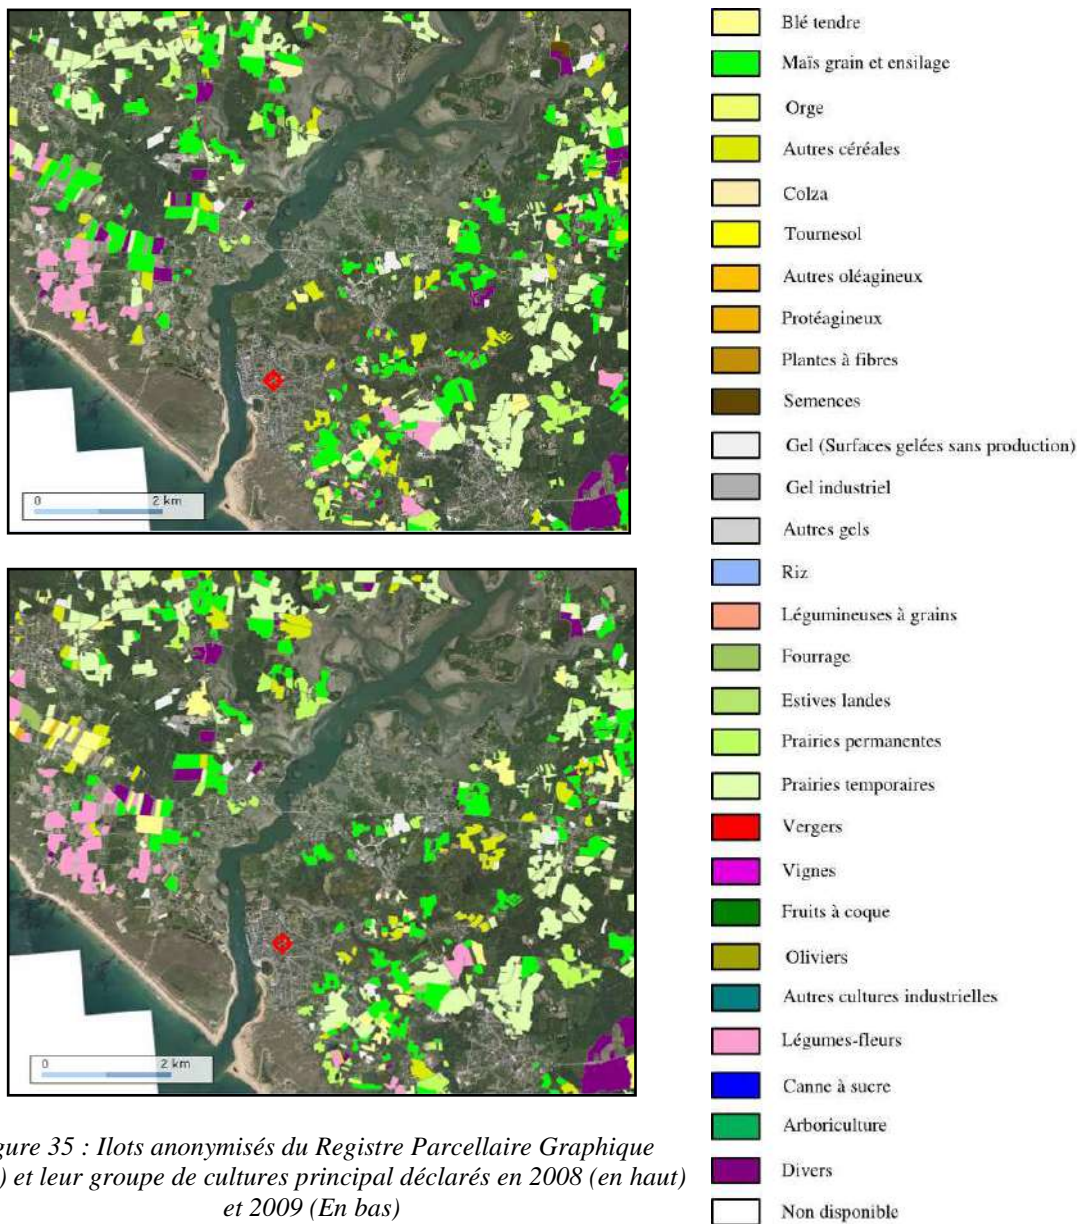 0 2 km
0 2 km
Blé tendre
Maïs grain et ensilage
Orge
Autres céréales
Colza
Tournesol
Autres oléagineux
Protéagineux
Plantes à fibres
Semences
Gel (Surfaces gelées sans production)
Gel industriel
Autres gels
Riz
Légumineuses à grains
Fourrage
Estives landes
Prairies permanentes
Prairies temporaires
Vergers
Vignes
Fruits à coque
Oliviers
Autres cultures industrielles
Légumes-fleurs
Canne à sucre
Arboriculture
Divers
Non disponible
gure 35 : Ilots anonymisés du Registre Parcellaire Graphique
) et leur groupe de cultures principal déclarés en 2008 (en haut)
et 2009 (En bas)